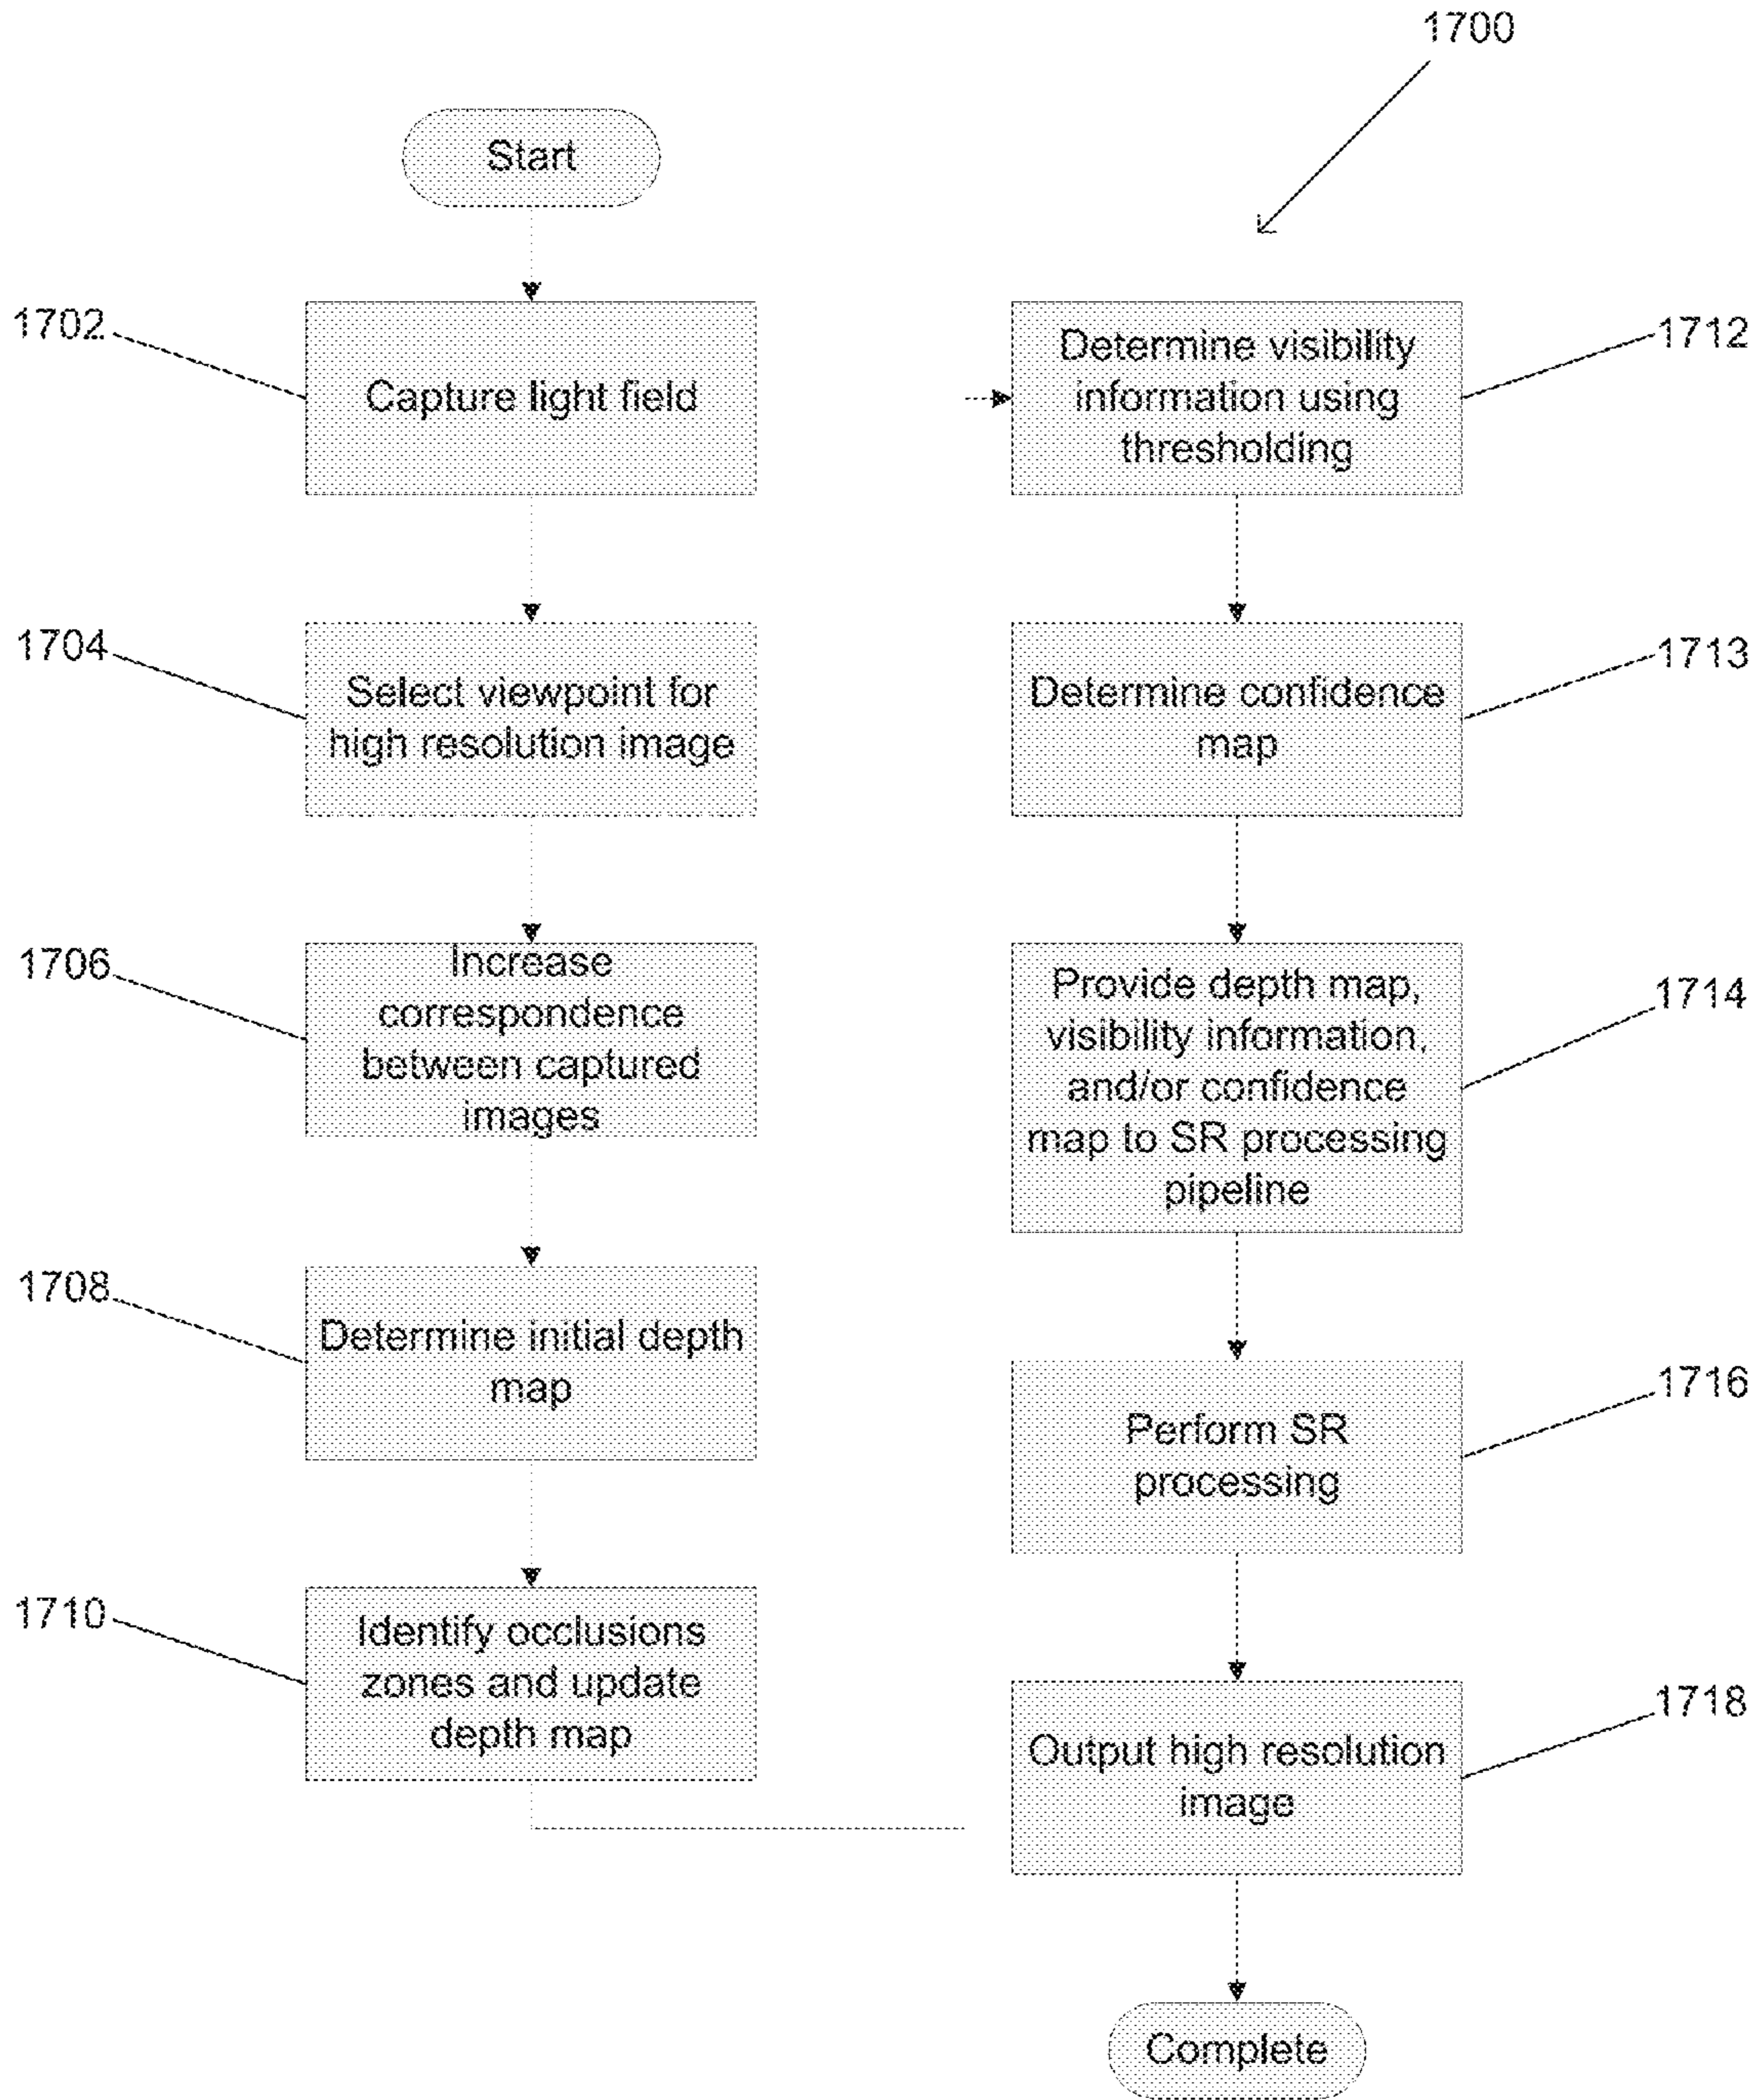 1700
Start
1702
Capture light field
1704
Select viewpoint for
high resolution image
1706
Increase
correspondence
between captured
images
1708
Determine initial depth
map
1710
Identify occlusions
zones and update
depth map
1712
Determine visibility
information using
thresholding
1713
Determine confidence
map
1714
Provide depth map,
visibility information,
and/or confidence
map to SR processing
pipeline
1716
Perform SR
processing
1718
Output high resolution
image
Complete